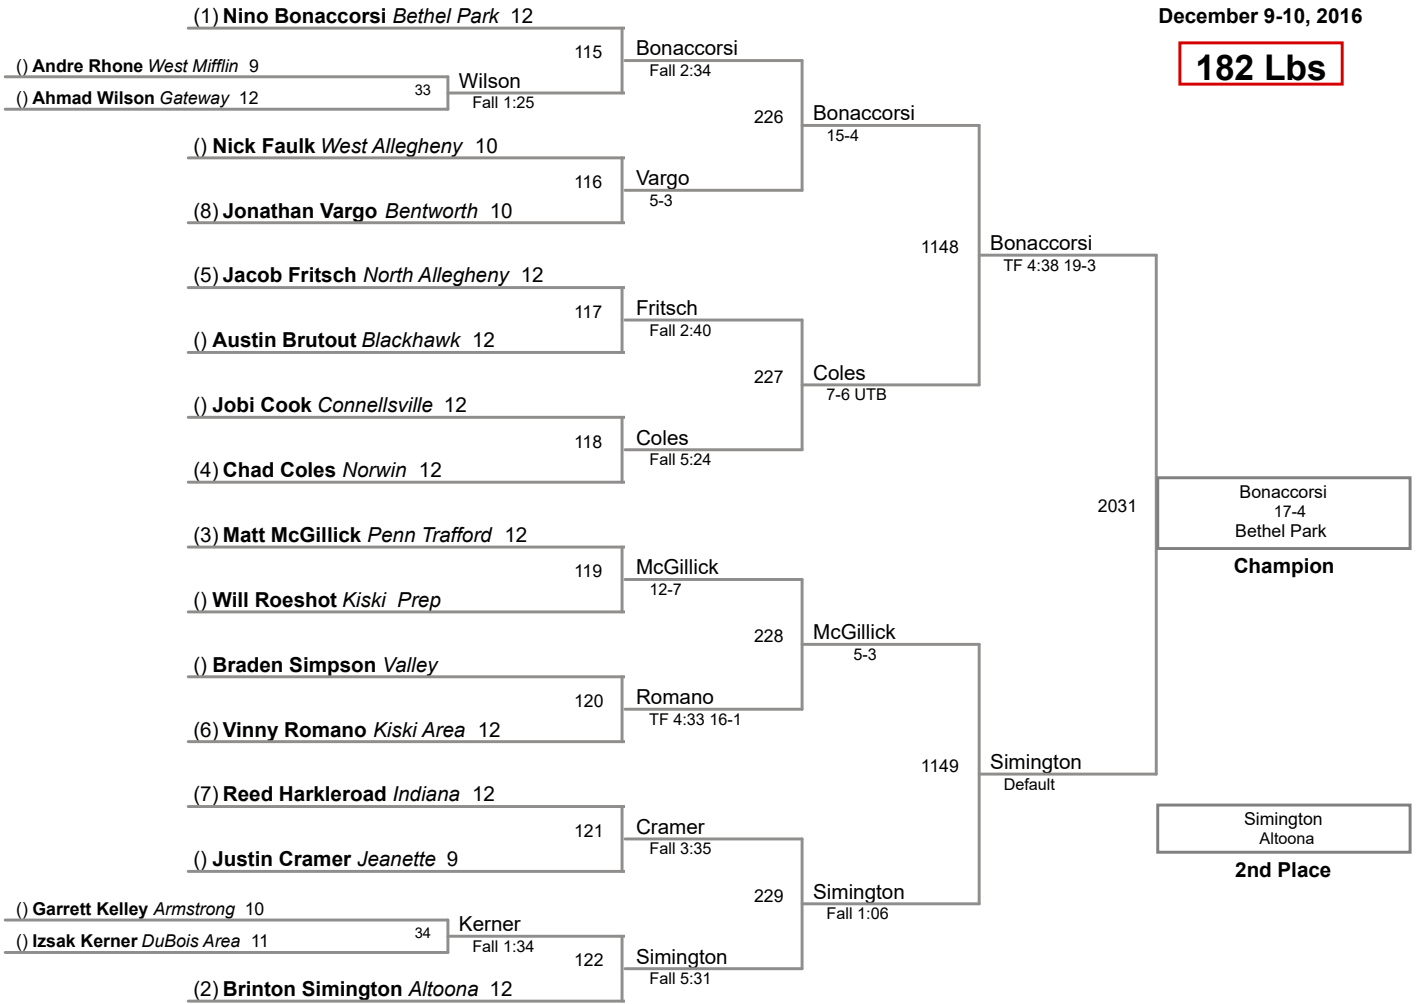 (1) Nino Bonaccorsi Bethel Park 12
December 9-10, 2016
182 Lbs
115
Bonaccorsi
Fall 2:34
() Andre Rhone West Mifflin 9
() Ahmad Wilson Gateway 12
33
Wilson
Fall 1:25
226
Bonaccorsi
15-4
() Nick Faulk West Allegheny 10
116
Vargo
5-3
(8) Jonathan Vargo Bentworth 10
1148
Bonaccorsi
TF 4:38 19-3
(5) Jacob Fritsch North Allegheny 12
117
Fritsch
Fall 2:40
() Austin Brutout Blackhawk 12
227
Coles
7-6 UTB
() Jobi Cook Connellsville 12
118
Coles
Fall 5:24
(4) Chad Coles Norwin 12
2031
Bonaccorsi
17-4
Bethel Park
Champion
(3) Matt McGillick Penn Trafford 12
119
McGillick
12-7
() Will Roeshot Kiski Prep
228
McGillick
5-3
() Braden Simpson Valley
120
Romano
TF 4:33 16-1
(6) Vinny Romano Kiski Area 12
1149
Simington
Default
(7) Reed Harkleroad Indiana 12
121
Cramer
Fall 3:35
() Justin Cramer Jeanette 9
Simington
Altoona
2nd Place
229
Simington
Fall 1:06
() Garrett Kelley Armstrong 10
() Izsak Kerner DuBois Area 11
34
Kerner
Fall 1:34
122
Simington
Fall 5:31
(2) Brinton Simington Altoona 12